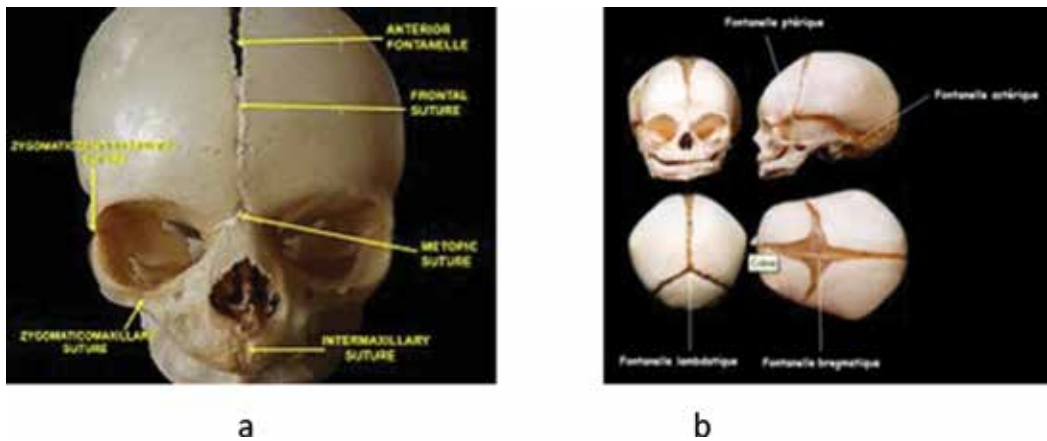 ANTERIOR
FONTANELLE
FRONTAL
SUTURE
METOPIC
SUTURE
ZYGOMATICOMAXILLARY
SUTURE
INTERMAXILLARY
SUTURE
a
Fontanelle ptérique
Fontanelle astérique
Fontanelle lambdatique
Fontanelle bregmatique
b